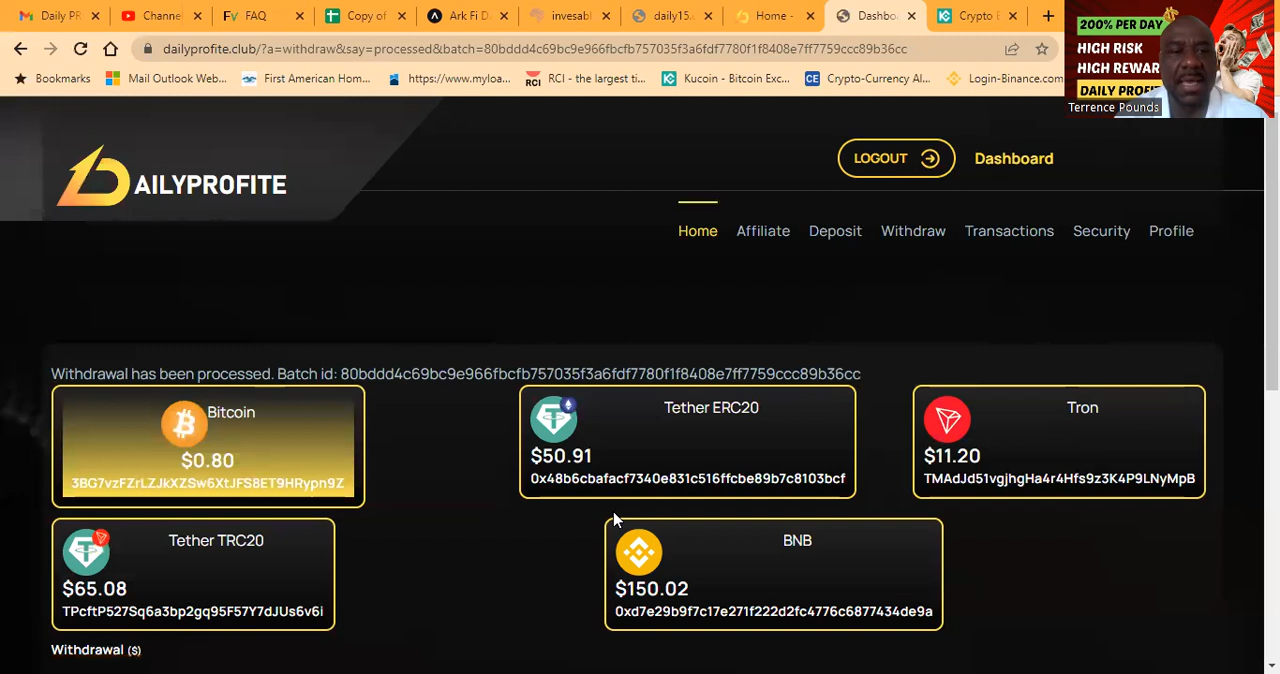 Daily PR
Channe
FAQ
Copy of
Ark Fi D
invesabl
daily15.
Home -
Dashbo
Crypto E
dailyprofite.club/?a=withdraw&say=processed&batch=80bddd4c69bc9e966fbcfb757035f3a6fdf7780f1f8408e7ff7759ccc89b36cc
Bookmarks
Mail Outlook Web...
First American Hom...
https://www.myloa...
RCI - the largest ti...
Kucoin - Bitcoin Exc...
Crypto-Currency Al...
Login-Binance.com
200% PER DAY
HIGH RISK
HIGH REWAR
DAILY PROFIT
Terrence Pounds
AILYPROFITE
LOGOUT
Dashboard
Home
Affiliate
Deposit
Withdraw
Transactions
Security
Profile
Withdrawal has been processed. Batch id: 80bddd4c69bc9e966fbcfb757035f3a6fdf7780f1f8408e7ff7759ccc89b36cc
Bitcoin
$0.80
3BG7vzFZrLZJkXZSw6XtJFS8ET9HRypn9Z
Tether ERC20
$50.91
0x48b6cbafacf7340e831c516ffcbe89b7c8103bcf
Tron
$11.20
TMAdJd51vgjhgHa4r4Hfs9z3K4P9LNyMpB
Tether TRC20
$65.08
TPcftP527Sq6a3bp2gq95F57Y7dJUs6v6i
BNB
$150.02
0xd7e29b9f7c17e271f222d2fc4776c6877434de9a
Withdrawal ($)